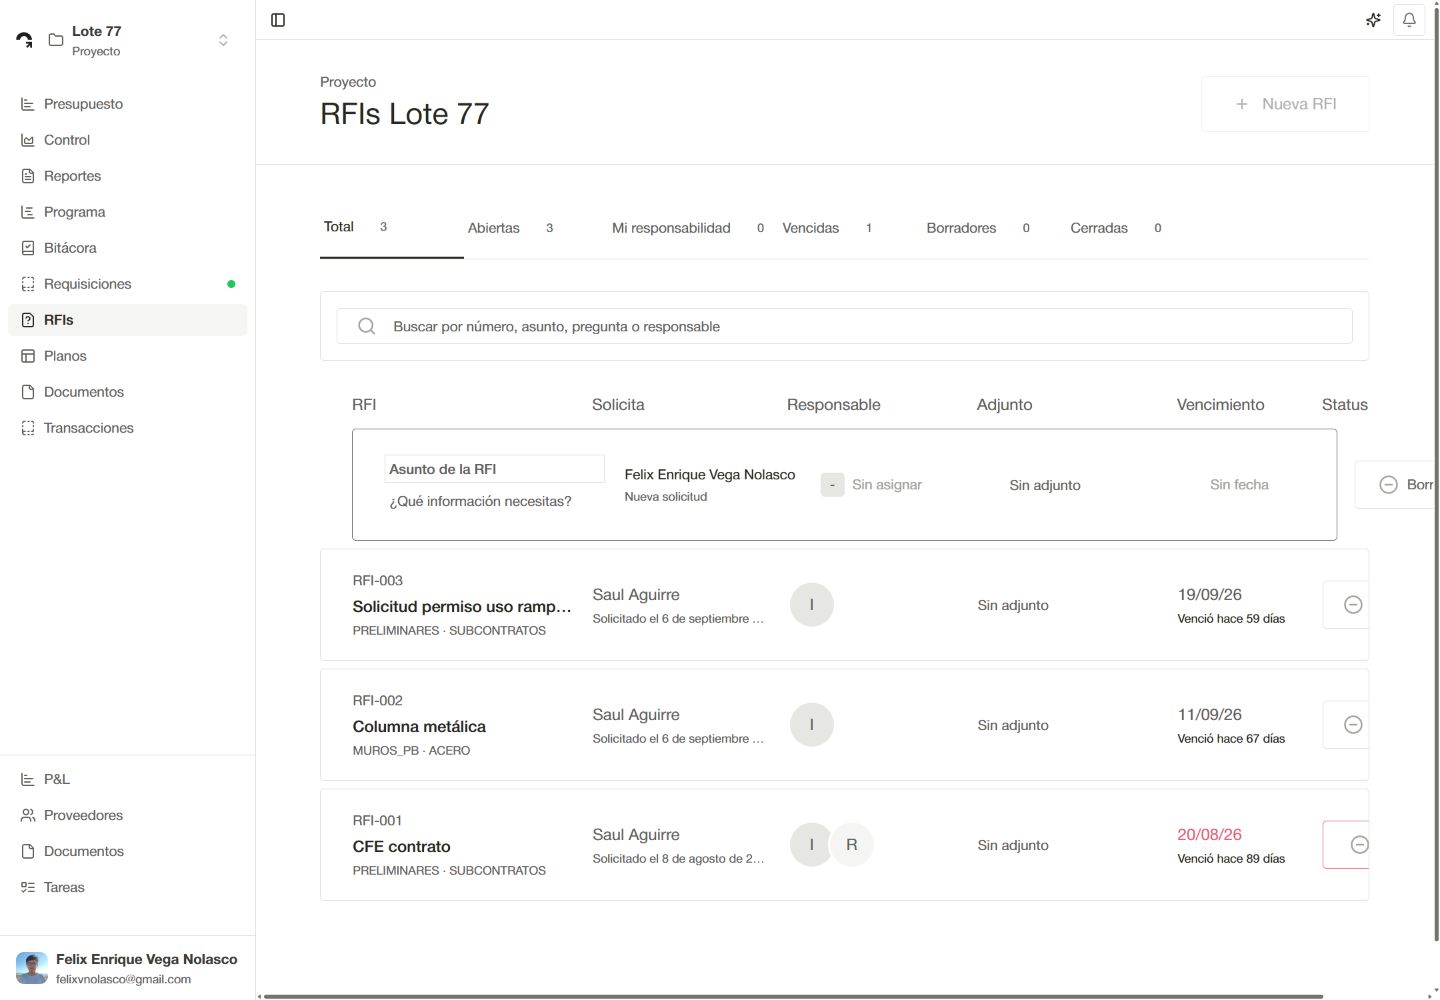 Lote 77
Proyecto
Presupuesto
Control
Reportes
Programa
Bitácora
Requisiciones
RFIs
Planos
Documentos
Transacciones
P&L
Proveedores
Documentos
Tareas
Felix Enrique Vega Nolasco
felixvnolasco@gmail.com
Proyecto
RFIs Lote 77
+ Nueva RFI
Total 3 Abiertas 3 Mi responsabilidad 0 Vencidas 1 Borradores 0 Cerradas 0
Buscar por número, asunto, pregunta o responsable
RFI Solicita Responsable Adjunto Vencimiento Status
Asunto de la RFI
¿Qué información necesitas?
Felix Enrique Vega Nolasco
Nueva solicitud
- Sin asignar
Sin adjunto
Sin fecha
Borr
RFI-003
Solicitud permiso uso ramp...
PRELIMINARES · SUBCONTRATOS
Saul Aguirre
Solicitado el 6 de septiembre ...
I
Sin adjunto
19/09/26
Venció hace 59 días
RFI-002
Columna metálica
MUROS_PB · ACERO
Saul Aguirre
Solicitado el 6 de septiembre ...
I
Sin adjunto
11/09/26
Venció hace 67 días
RFI-001
CFE contrato
PRELIMINARES · SUBCONTRATOS
Saul Aguirre
Solicitado el 8 de agosto de 2...
I R
Sin adjunto
20/08/26
Venció hace 89 días